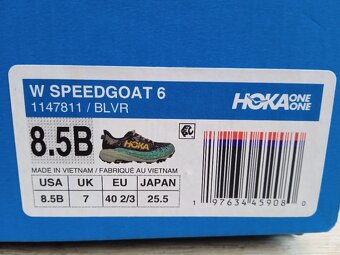 W SPEEDGOAT 6
1147811 / BLVR
HOKA ONE ONE
8.5B
HOKA
MADE IN VIETNAM / FABRIQUÉ AU VIETNAM
USA UK EU JAPAN
8.5B 7 40 2/3 25.5
1 97634 45908 0